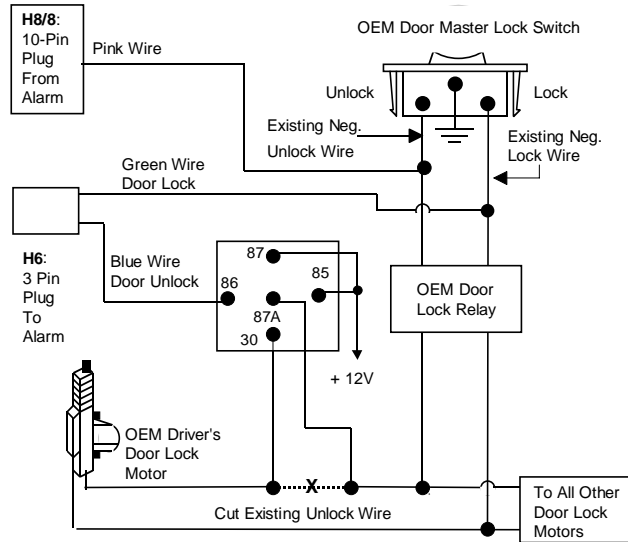 H8/8:
10-Pin
Plug
From
Alarm
Pink Wire
OEM Door Master Lock Switch
Unlock
Lock
Existing Neg.
Unlock Wire
Existing Neg.
Lock Wire
Green Wire
Door Lock
H6:
3 Pin
Plug
To
Alarm
Blue Wire
Door Unlock
87
86
85
87A
30
+ 12V
OEM Door
Lock Relay
OEM Driver's
Door Lock
Motor
X
Cut Existing Unlock Wire
To All Other
Door Lock
Motors